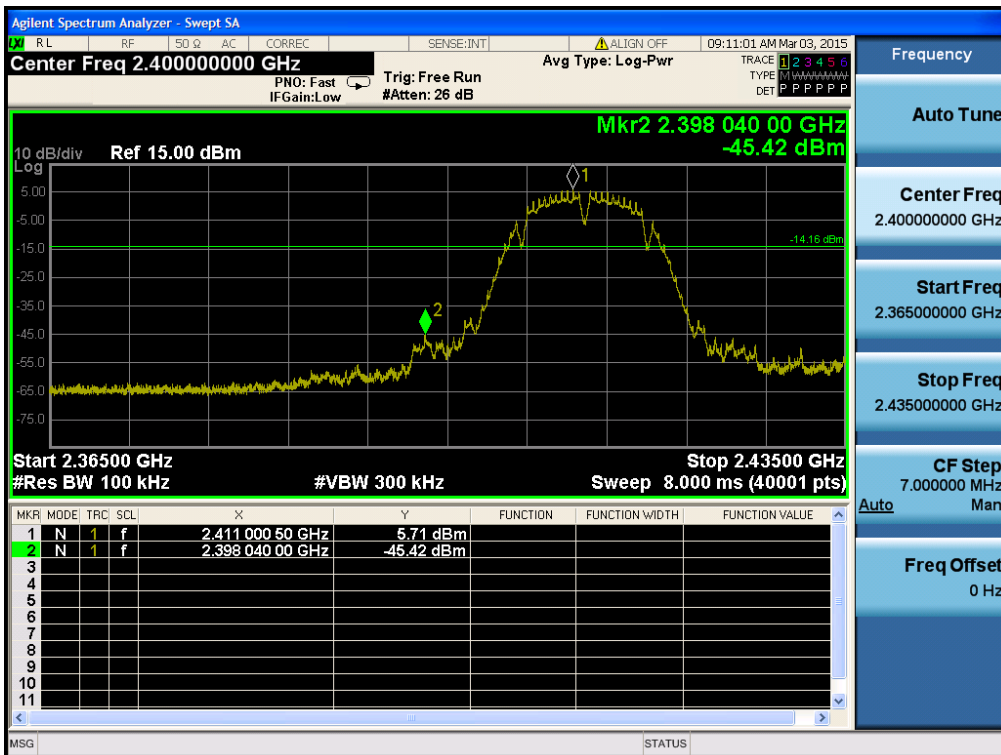 Agilent Spectrum Analyzer - Swept SA
LXI RL RF 50 Ω AC CORREC SENSE:INT ALIGN OFF 09:11:01 AM Mar 03, 2015
Center Freq 2.400000000 GHz
PNO: Fast
IFGain:Low
Trig: Free Run
#Atten: 26 dB
Avg Type: Log-Pwr
TRACE 1 2 3 4 5 6
TYPE M
DET P P P P P P
Mkr2 2.398 040 00 GHz
-45.42 dBm
10 dB/div Ref 15.00 dBm
Log
5.00
-5.00
-15.0
-25.0
-35.0
-45.0
-55.0
-65.0
-75.0
1
2
-14.16 dBm
Start 2.36500 GHz Stop 2.43500 GHz
#Res BW 100 kHz #VBW 300 kHz Sweep 8.000 ms (40001 pts)
MKR MODE TRC SCL X Y FUNCTION FUNCTION WIDTH FUNCTION VALUE
1 N 1 f 2.411 000 50 GHz 5.71 dBm
2 N 1 f 2.398 040 00 GHz -45.42 dBm
3
4
5
6
7
8
9
10
11
MSG STATUS
Frequency
Auto Tune
Center Freq
2.400000000 GHz
Start Freq
2.365000000 GHz
Stop Freq
2.435000000 GHz
CF Step
7.000000 MHz
Auto Man
Freq Offset
0 Hz